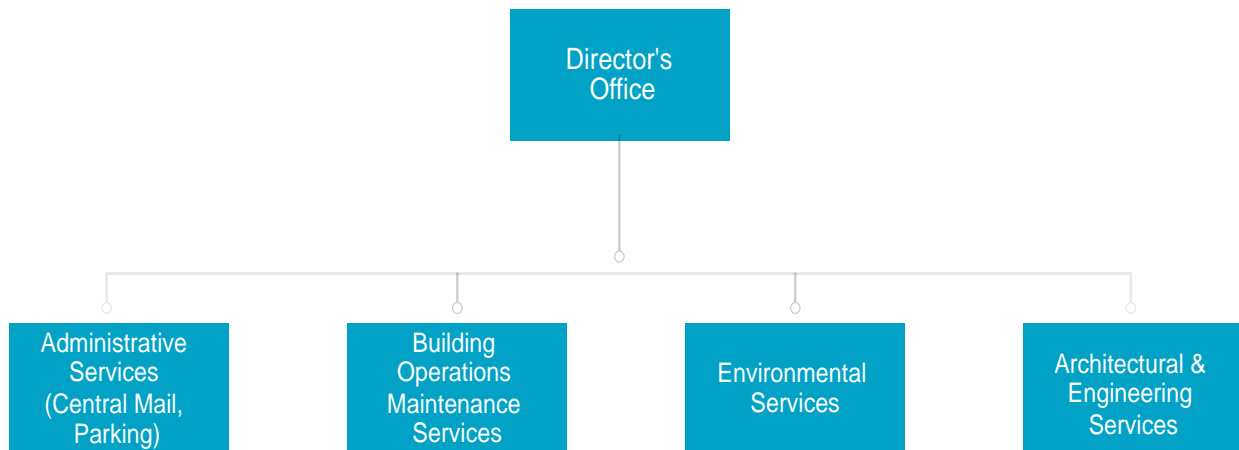 Director's
Office
Administrative
Services
(Central Mail,
Parking)
Building
Operations
Maintenance
Services
Environmental
Services
Architectural &
Engineering
Services